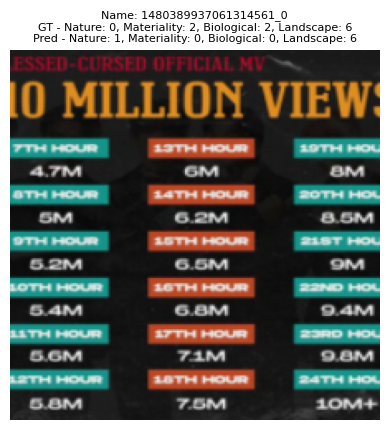 Name: 1480389937061314561_0
GT - Nature: 0, Materiality: 2, Biological: 2, Landscape: 6
Pred - Nature: 1, Materiality: 0, Biological: 0, Landscape: 6
LESSED-CURSED OFFICIAL MV
10 MILLION VIEWS
7TH HOUR 13TH HOUR 19TH HOUR
4.7M 6M 8M
8TH HOUR 14TH HOUR 20TH HOUR
5M 6.2M 8.5M
9TH HOUR 15TH HOUR 21ST HOUR
5.2M 6.5M 9M
10TH HOUR 16TH HOUR 22ND HOUR
5.4M 6.8M 9.4M
11TH HOUR 17TH HOUR 23RD HOUR
5.6M 7.1M 9.8M
12TH HOUR 18TH HOUR 24TH HOUR
5.8M 7.5M 10M+